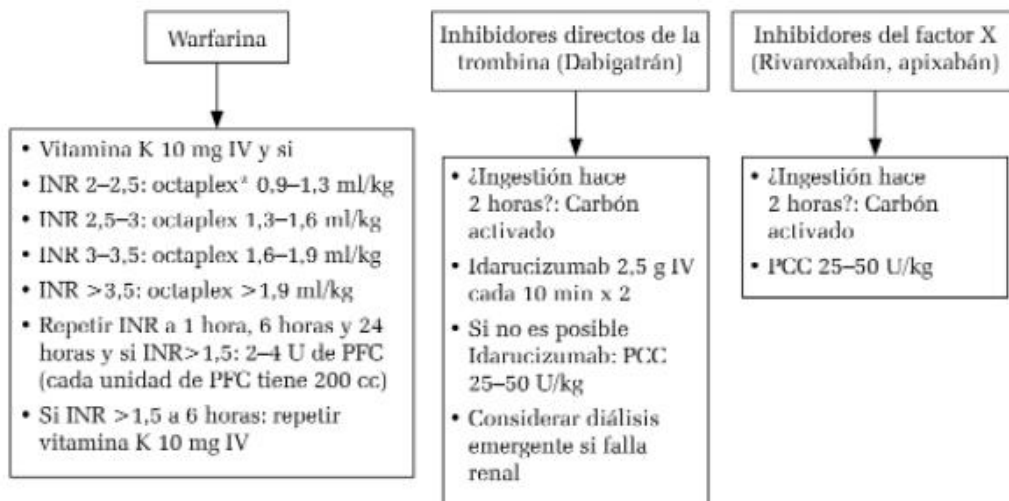 Warfarina
• Vitamina K 10 mg IV y si
• INR 2–2,5: octaplexª 0,9–1,3 ml/kg
• INR 2,5–3: octaplex 1,3–1,6 ml/kg
• INR 3–3,5: octaplex 1,6–1,9 ml/kg
• INR >3,5: octaplex >1,9 ml/kg
• Repetir INR a 1 hora, 6 horas y 24
horas y si INR>1,5: 2–4 U de PFC
(cada unidad de PFC tiene 200 cc)
• Si INR >1,5 a 6 horas: repetir
vitamina K 10 mg IV
Inhibidores directos de la
trombina (Dabigatrán)
• ¿Ingestión hace
2 horas?: Carbón
activado
• Idarucizumab 2,5 g IV
cada 10 min x 2
• Si no es posible
Idarucizumab: PCC
25–50 U/kg
• Considerar diálisis
emergente si falla
renal
Inhibidores del factor X
(Rivaroxabán, apixabán)
• ¿Ingestión hace
2 horas?: Carbón
activado
• PCC 25–50 U/kg